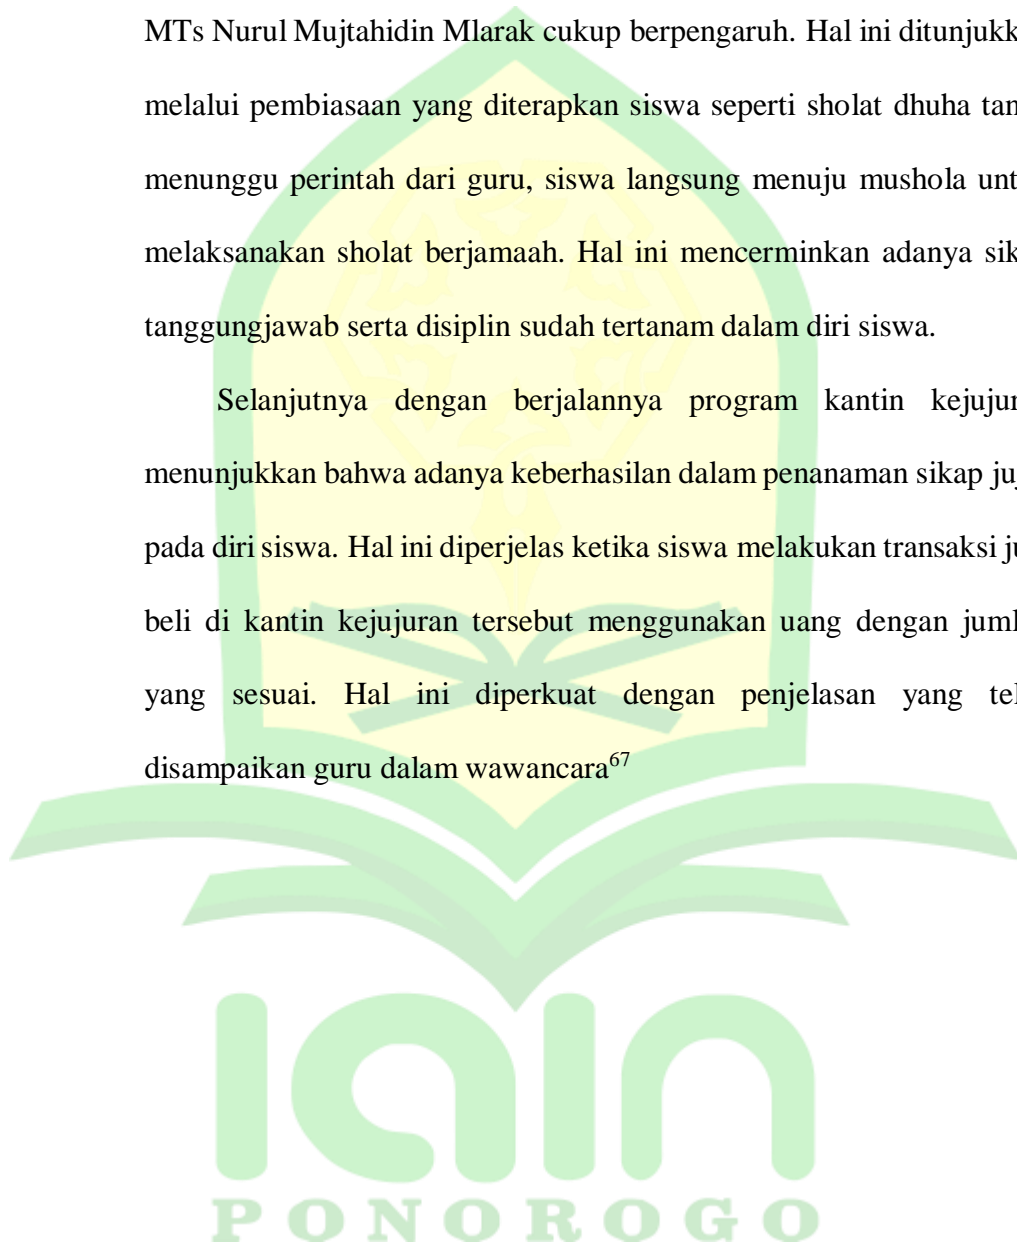 MTs Nurul Mujtahidin Mlarak cukup berpengaruh. Hal ini ditunjukk
melalui pembiasaan yang diterapkan siswa seperti sholat dhuha tan
menunggu perintah dari guru, siswa langsung menuju mushola unt
melaksanakan sholat berjamaah. Hal ini mencerminkan adanya sik
tanggungjawab serta disiplin sudah tertanam dalam diri siswa.
Selanjutnya dengan berjalannya program kantin kejujur
menunjukkan bahwa adanya keberhasilan dalam penanaman sikap juj
pada diri siswa. Hal ini diperjelas ketika siswa melakukan transaksi ju
beli di kantin kejujuran tersebut menggunakan uang dengan juml
yang sesuai. Hal ini diperkuat dengan penjelasan yang tel
disampaikan guru dalam wawancara⁶⁷
iain
PONOROGO